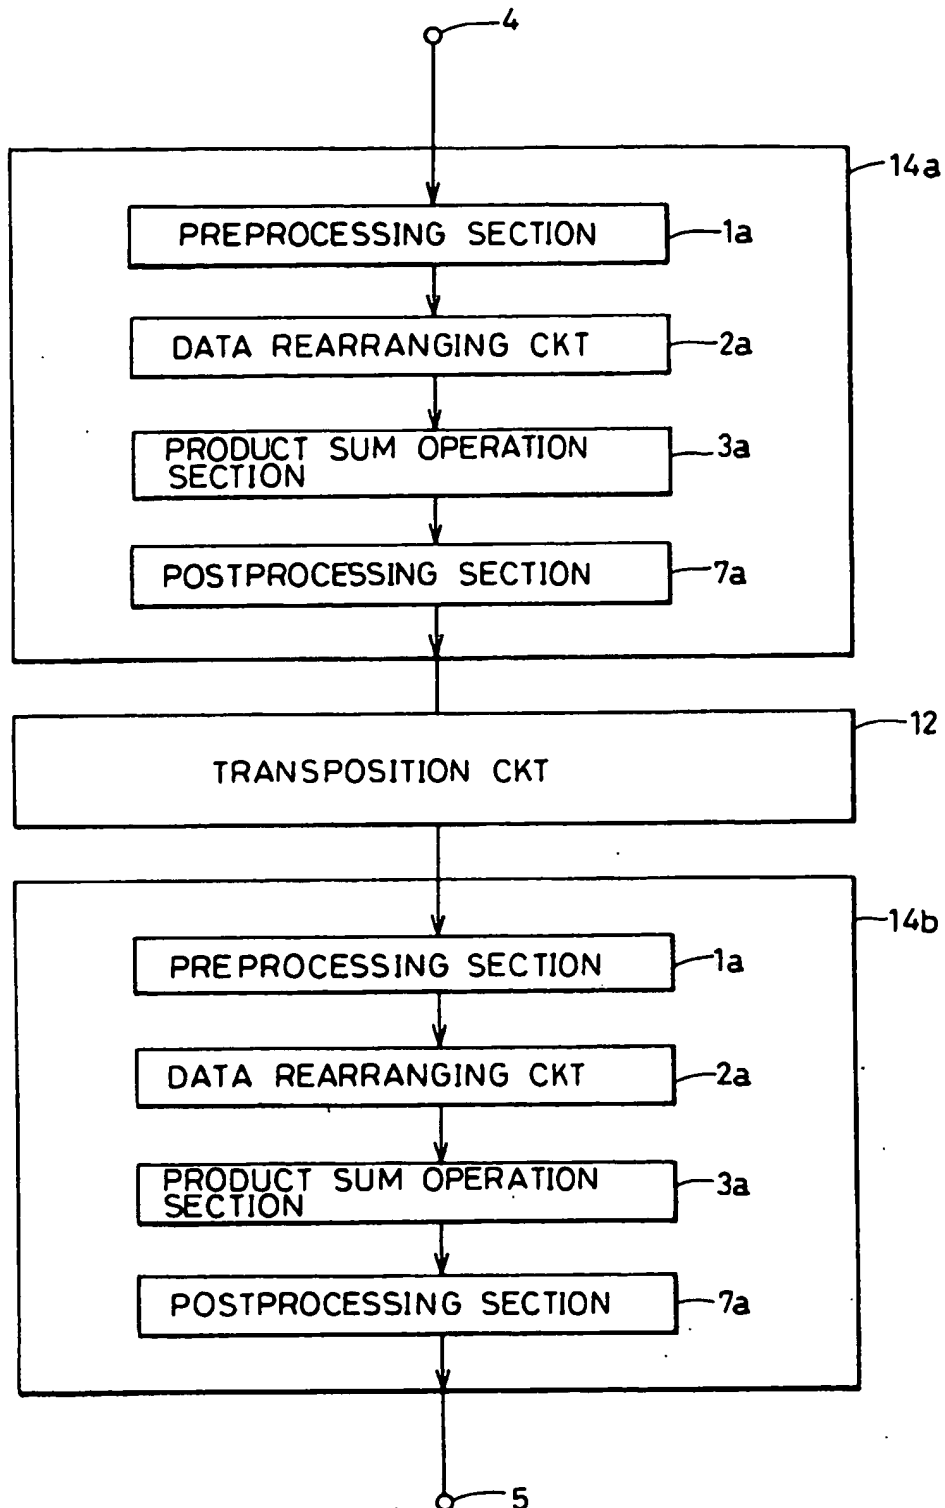 4
14a
PREPROCESSING SECTION
1a
DATA REARRANGING CKT
2a
PRODUCT SUM OPERATION
SECTION
3a
POSTPROCESSING SECTION
7a
12
TRANSPOSITION CKT
14b
PREPROCESSING SECTION
1a
DATA REARRANGING CKT
2a
PRODUCT SUM OPERATION
SECTION
3a
POSTPROCESSING SECTION
7a
5